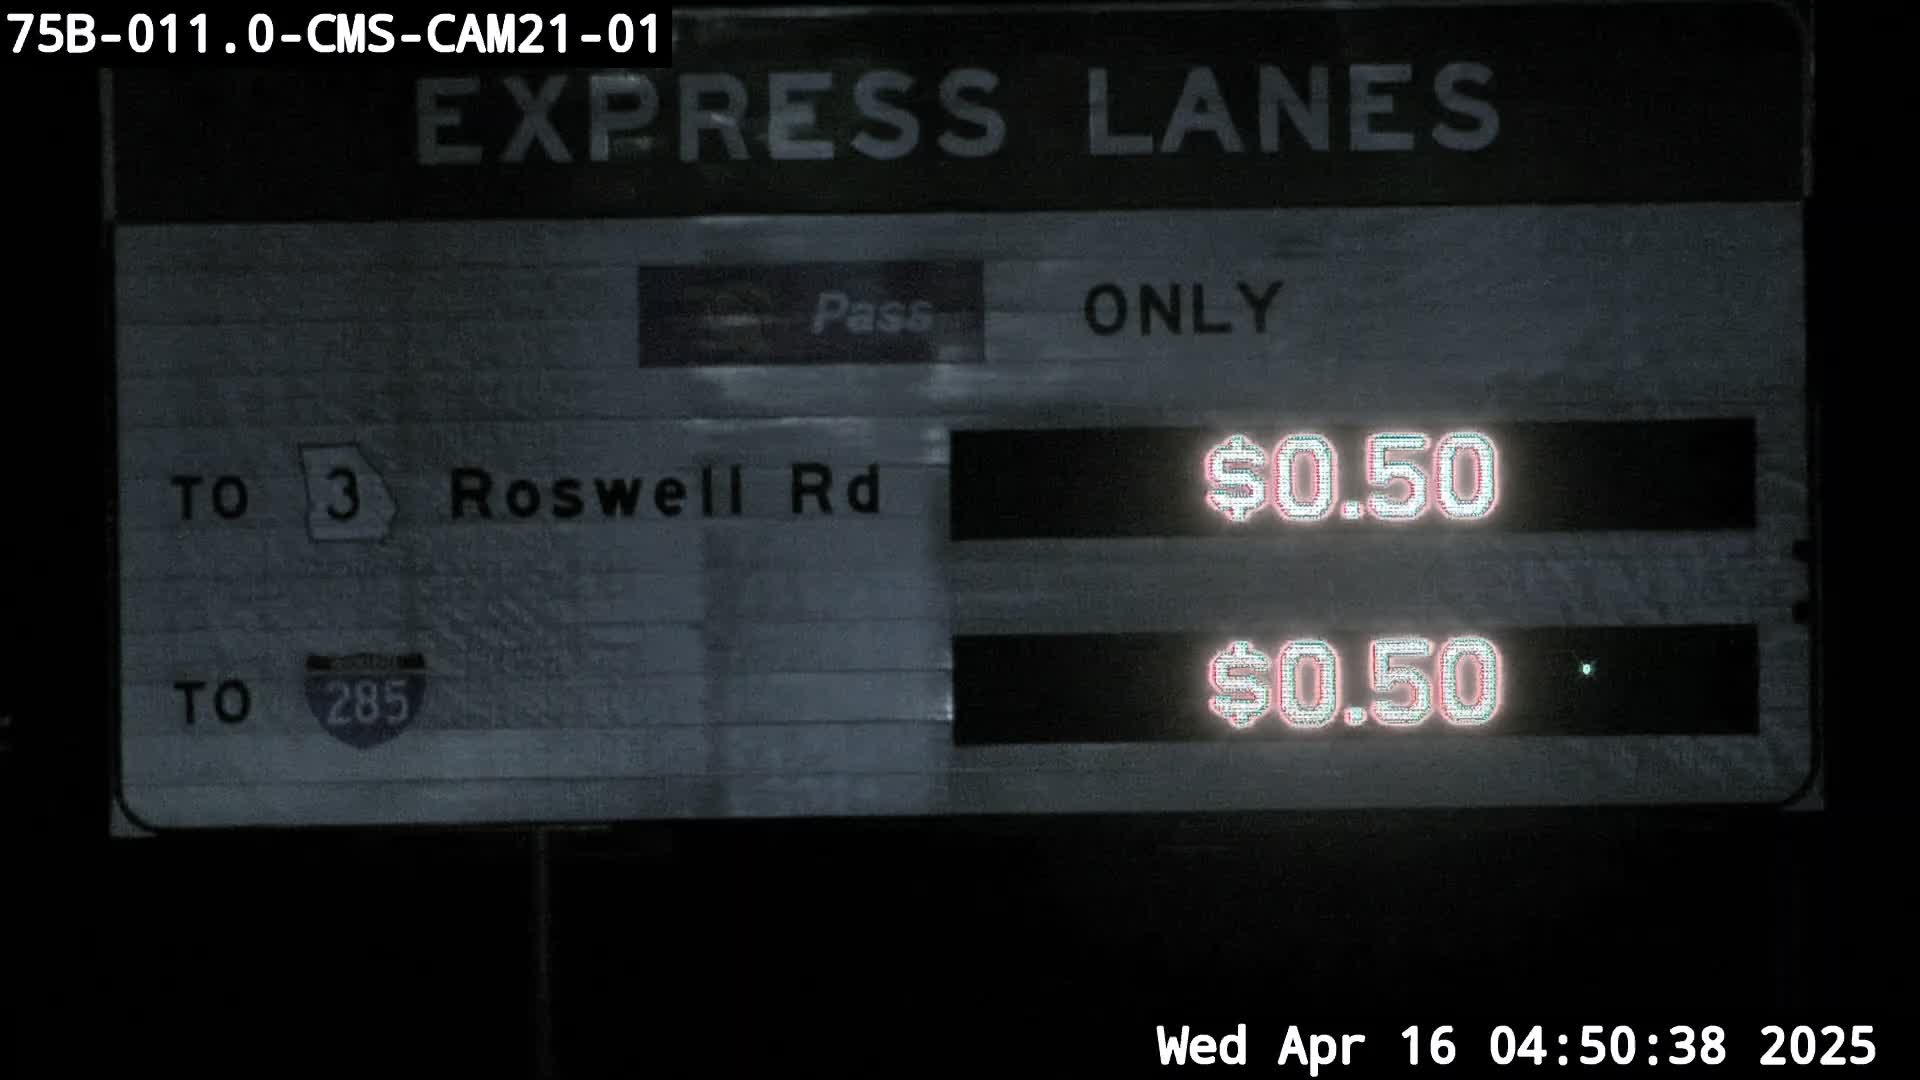 75B-011.0-CMS-CAM21-01
EXPRESS LANES
Pass ONLY
TO 3 Roswell Rd $0.50
TO 285 $0.50
Wed Apr 16 04:50:38 2025